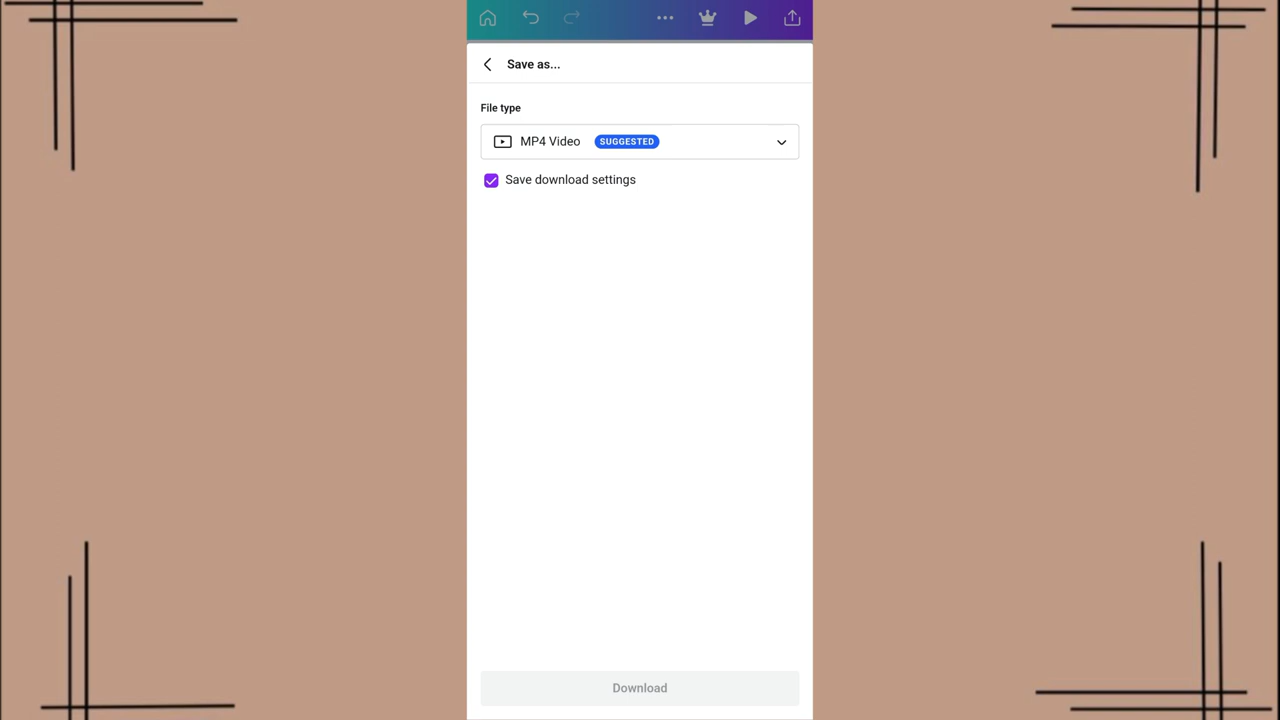 Save as...
File type
MP4 Video SUGGESTED
Save download settings
Download